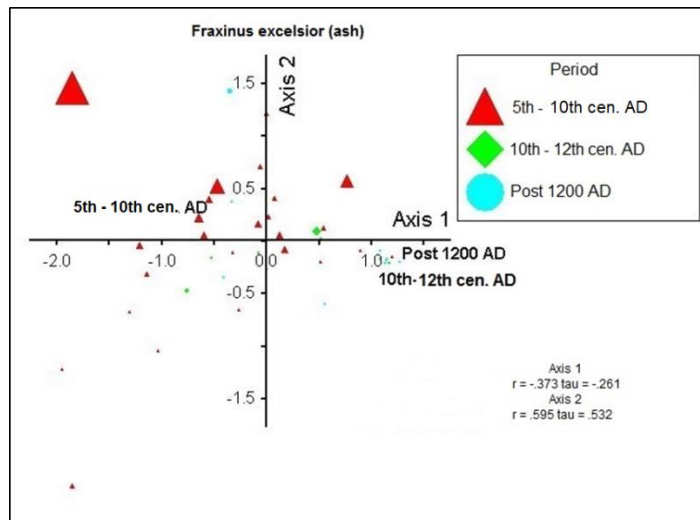 Fraxinus excelsior (ash)
Axis 2
Period
5th - 10th cen. AD
10th - 12th cen. AD
Post 1200 AD
1.5
0.5
5th - 10th cen. AD
Axis 1
-2.0
-1.0
0.0
1.0
Post 1200 AD
10th-12th cen. AD
-0.5
-1.5
Axis 1
r = -.373 tau = -.261
Axis 2
r = .595 tau = .532